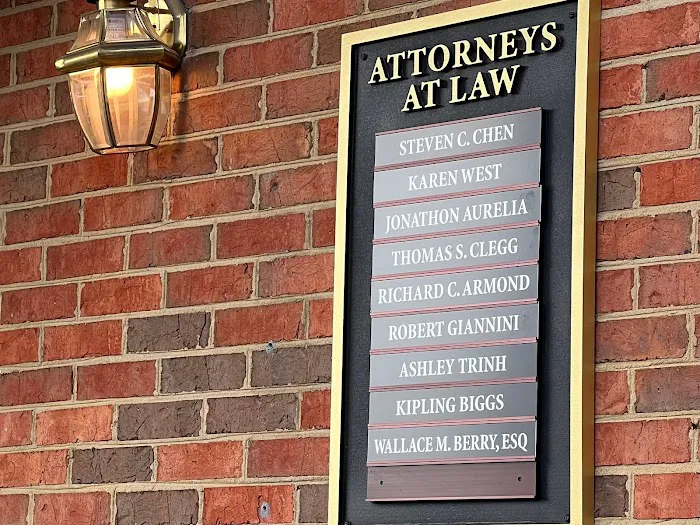 ATTORNEYS
AT LAW
STEVEN C. CHEN
KAREN WEST
JONATHON AURELIA
THOMAS S. CLEGG
RICHARD C. ARMOND
ROBERT GIANNINI
ASHLEY TRINH
KIPLING BIGGS
WALLACE M. BERRY, ESQ